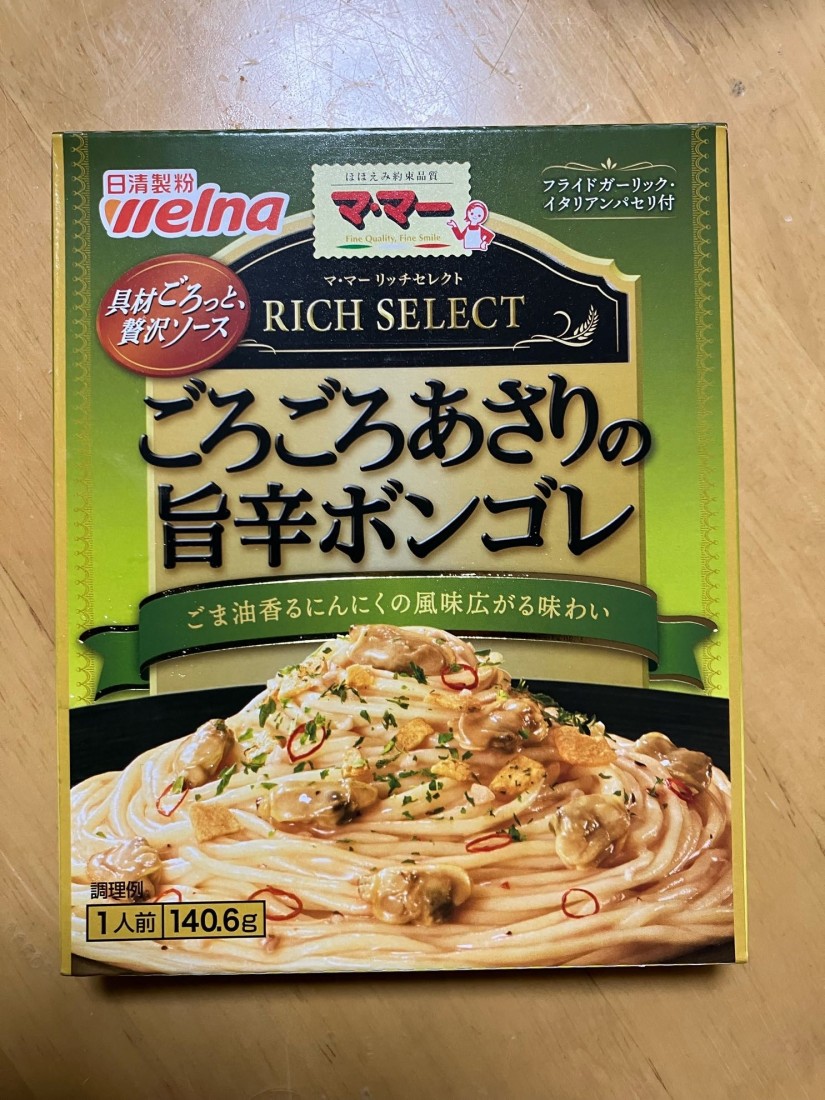 日清製粉
welna
ほほえみ約束品質
マ・マー
Fine Quality, Fine Smile
フライドガーリック・
イタリアンパセリ付
具材ごろっと、
贅沢ソース
マ・マー リッチセレクト
RICH SELECT
ごろごろあさりの
旨辛ボンゴレ
ごま油香るにんにくの風味広がる味わい
調理例
1人前 140.6g